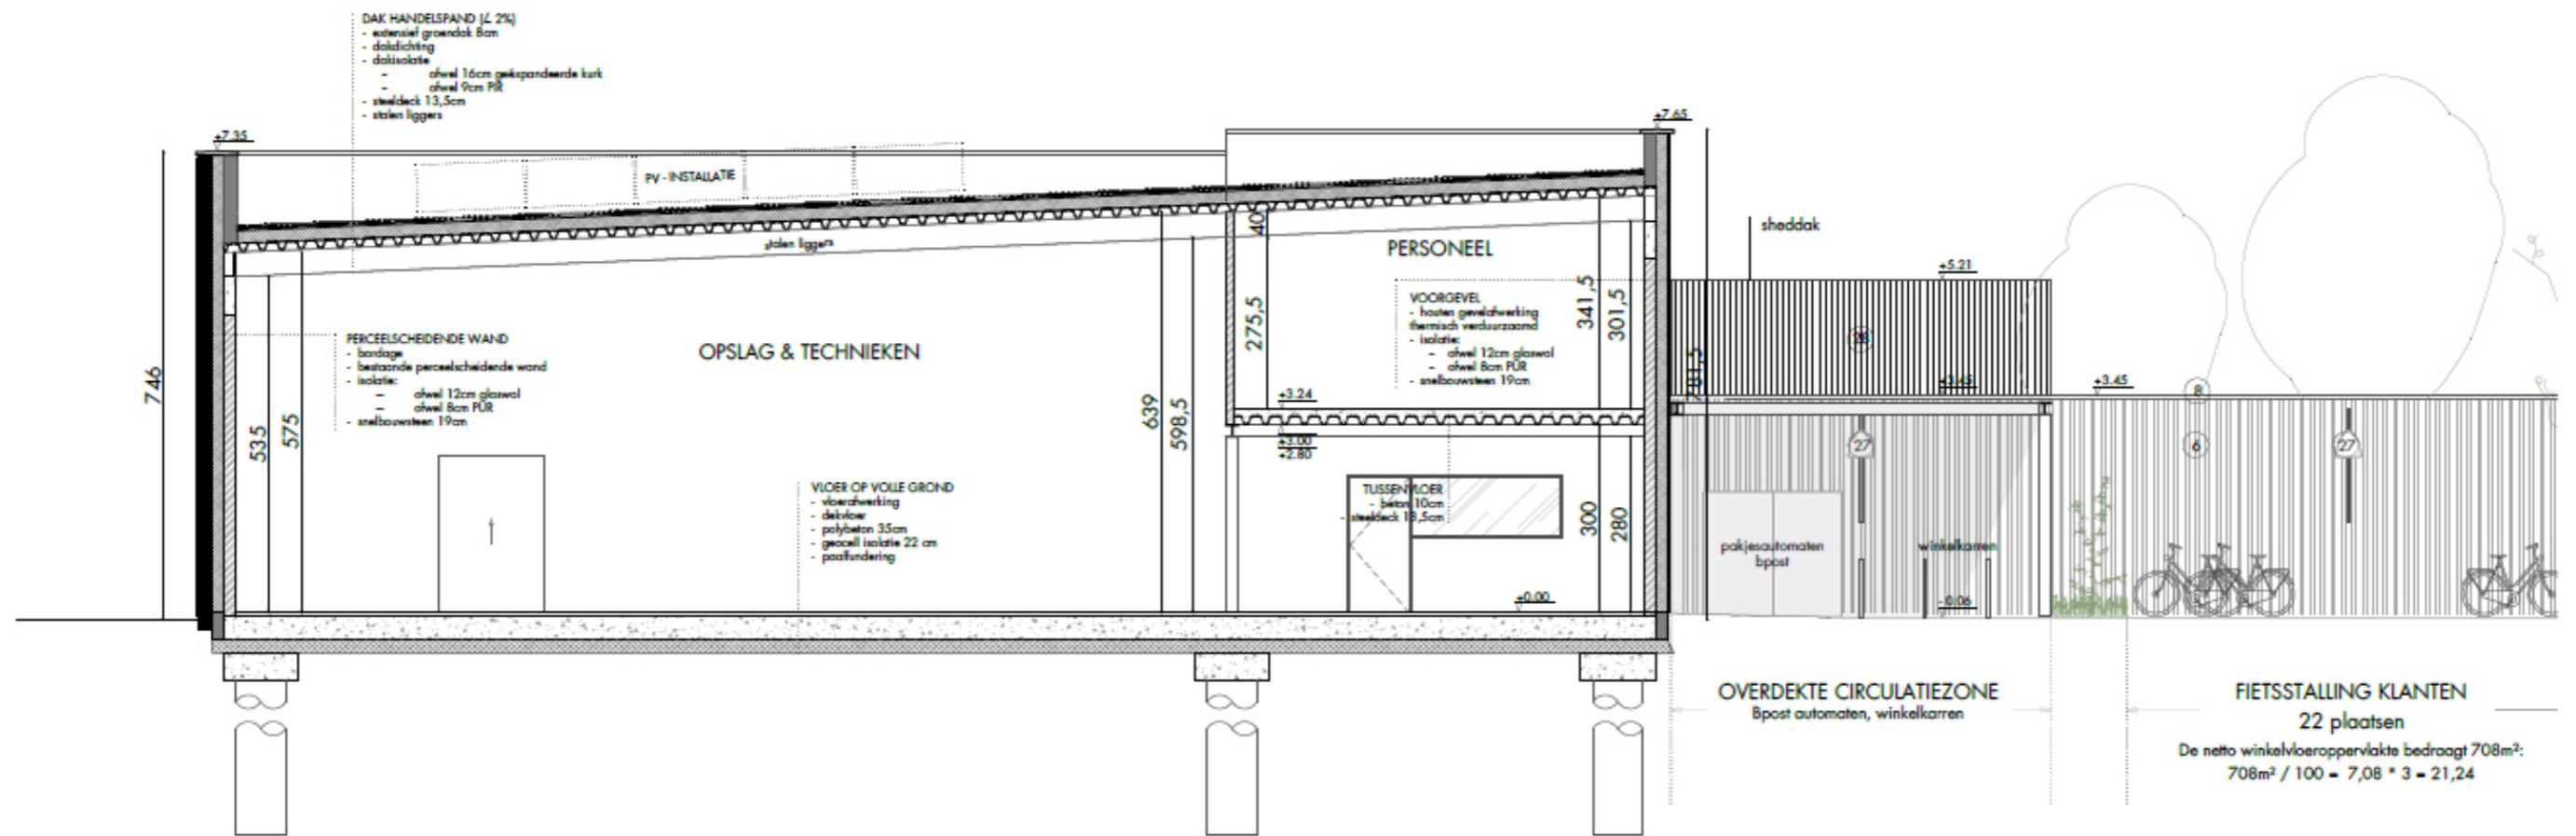 DAK HANDELSPAND (∠ 2%)
- extensief groendak 8cm
- dakdichting
- dakisolatie
- ofwel 16cm geëxpandeerde kurk
- ofwel 9cm PIR
- steeldeck 13,5cm
- stalen liggers
+7.35
+7.65
PV - INSTALLATIE
stalen liggers
40
PERSONEEL
sheddak
+5.21
PERCEELSCHEIDENDE WAND
- bardage
- bestaande perceelscheidende wand
- isolatie:
- ofwel 12cm glaswol
- ofwel 8cm PUR
- snelbouwsteen 19cm
OPSLAG & TECHNIEKEN
VOORGEVEL
- houten gevelafwerking
thermisch verduurzaamd
- isolatie:
- ofwel 12cm glaswol
- ofwel 8cm PUR
- snelbouwsteen 19cm
275,5
341,5
301,5
28
746
535
575
639
598,5
781,5
+3.24
+3.45
+3.45
8
+3.00
+2.80
27
6
27
VLOER OP VOLLE GROND
- vloerafwerking
- dekvloer
- polybeton 35cm
- geocell isolatie 22 cm
- paalfundering
TUSSENVLOER
- beton 10cm
- steeldeck 13,5cm
300
280
pakjesautomaten
bpost
winkelkarren
+0.00
- 0.06
OVERDEKTE CIRCULATIEZONE
Bpost automaten, winkelkarren
FIETSSTALLING KLANTEN
22 plaatsen
De netto winkelvloeroppervlakte bedraagt 708m²:
708m² / 100 = 7,08 * 3 = 21,24